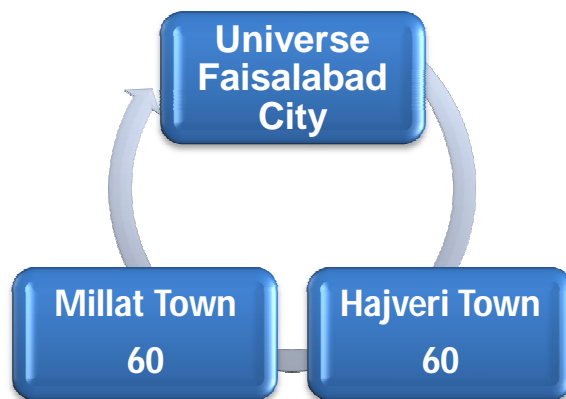 Universe
Faisalabad
City
Millat Town
60
Hajveri Town
60